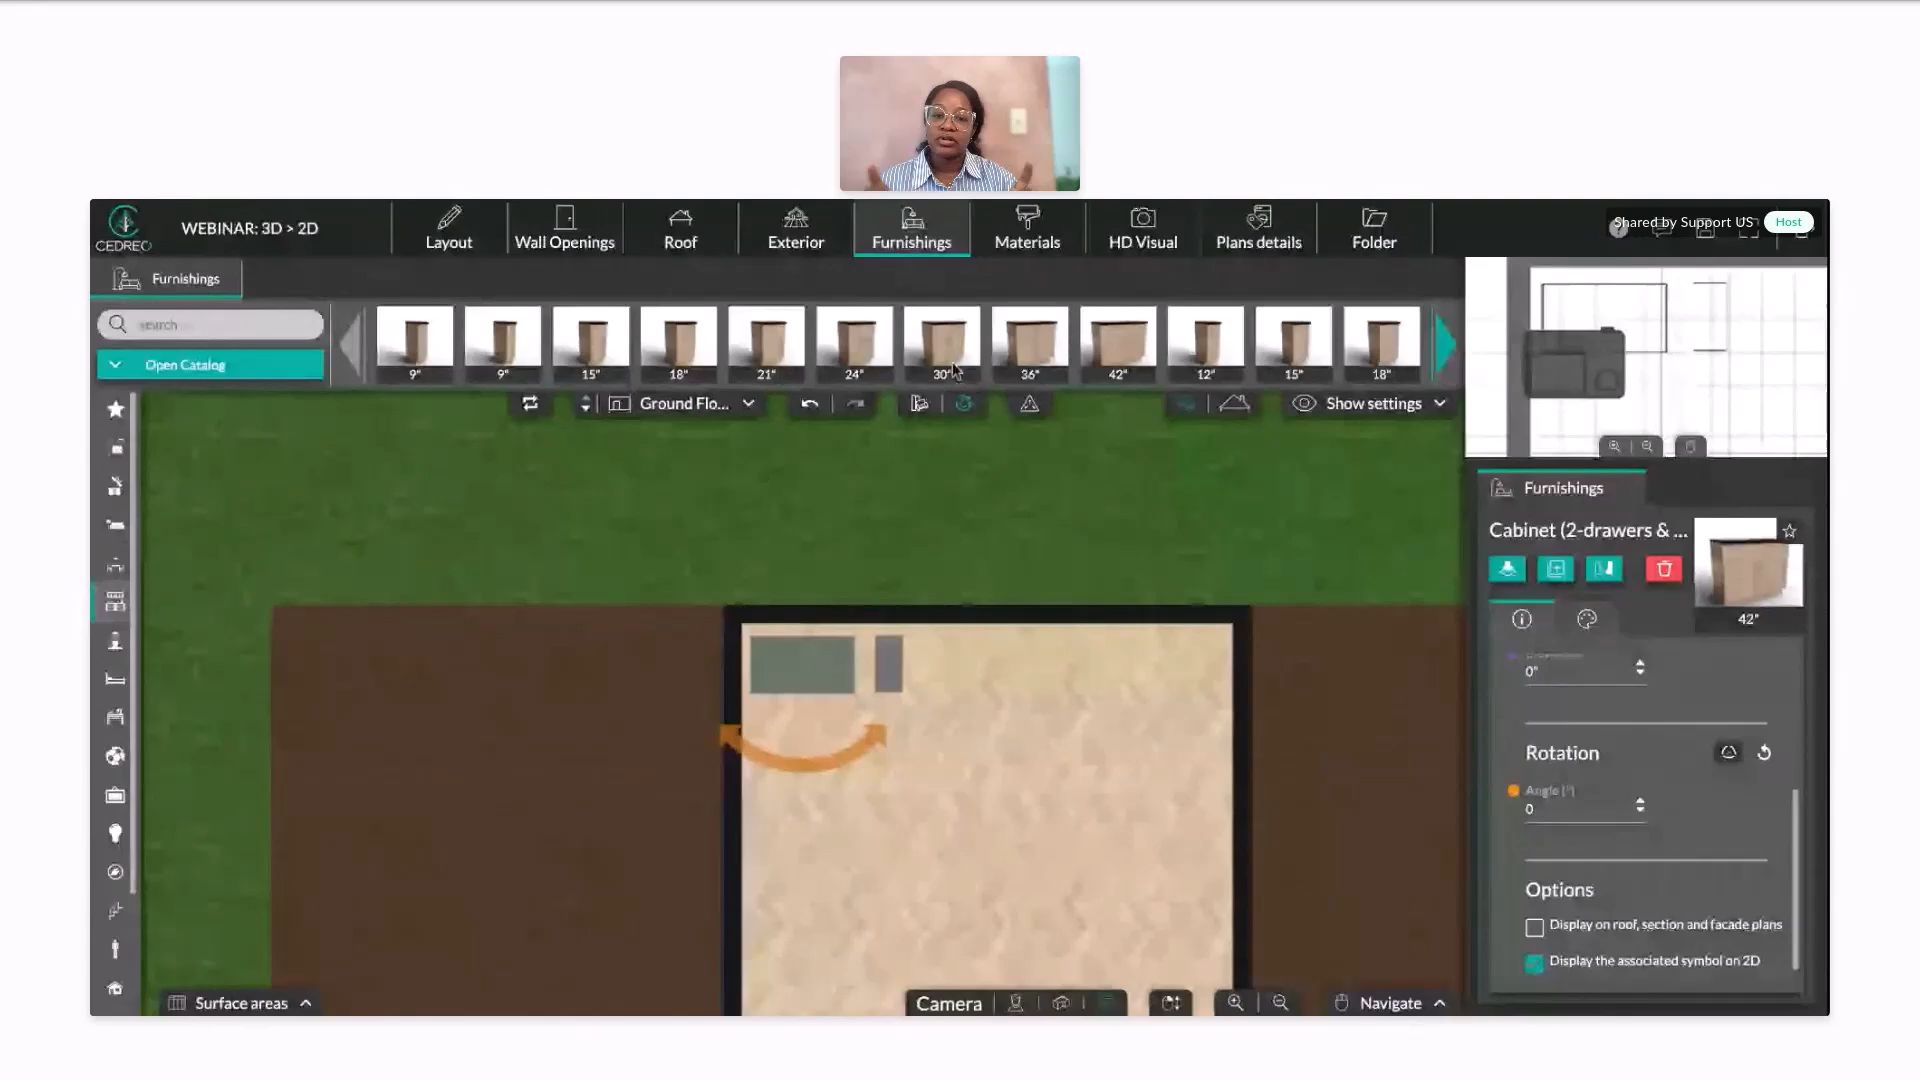 CEDREO
WEBINAR: 3D > 2D
Layout
Wall Openings
Roof
Exterior
Furnishings
Materials
HD Visual
Plans details
Folder
Shared by Support US
Host
Furnishings
search
Open Catalog
9"
9"
15"
18"
21"
24"
30"
36"
42"
12"
15"
18"
Ground Flo...
Show settings
Furnishings
Cabinet (2-drawers & ...
42"
0"
Rotation
Angle (°)
0
Options
Display on roof, section and facade plans
Display the associated symbol on 2D
Surface areas
Camera
Navigate